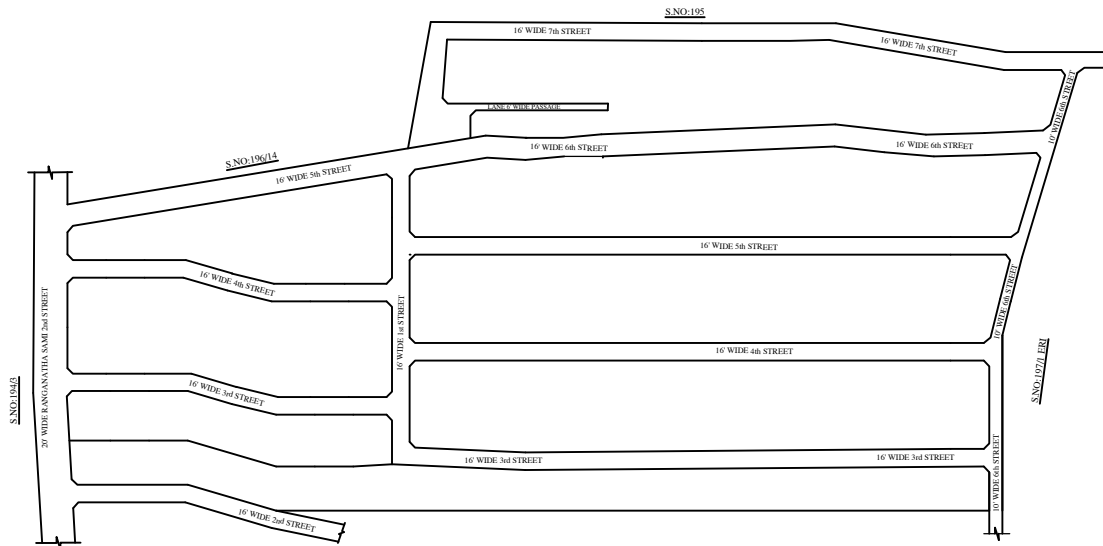 S.NO:195
16' WIDE 7th STREET
16' WIDE 7th STREET
LANE 6' WIDE PASSAGE
10' WIDE 6th STREET
16' WIDE 6th STREET
16' WIDE 6th STREET
S.NO:196/14
16' WIDE 5th STREET
16' WIDE 5th STREET
16' WIDE 4th STREET
10' WIDE 6th STREET
20' WIDE RANGANATHA SAMI 2nd STREET
16' WIDE 1st STREET
16' WIDE 4th STREET
S.NO:197/1 ERI
S.NO:194/3
16' WIDE 3rd STREET
16' WIDE 3rd STREET
16' WIDE 3rd STREET
10' WIDE 6th STREET
16' WIDE 2nd STREET